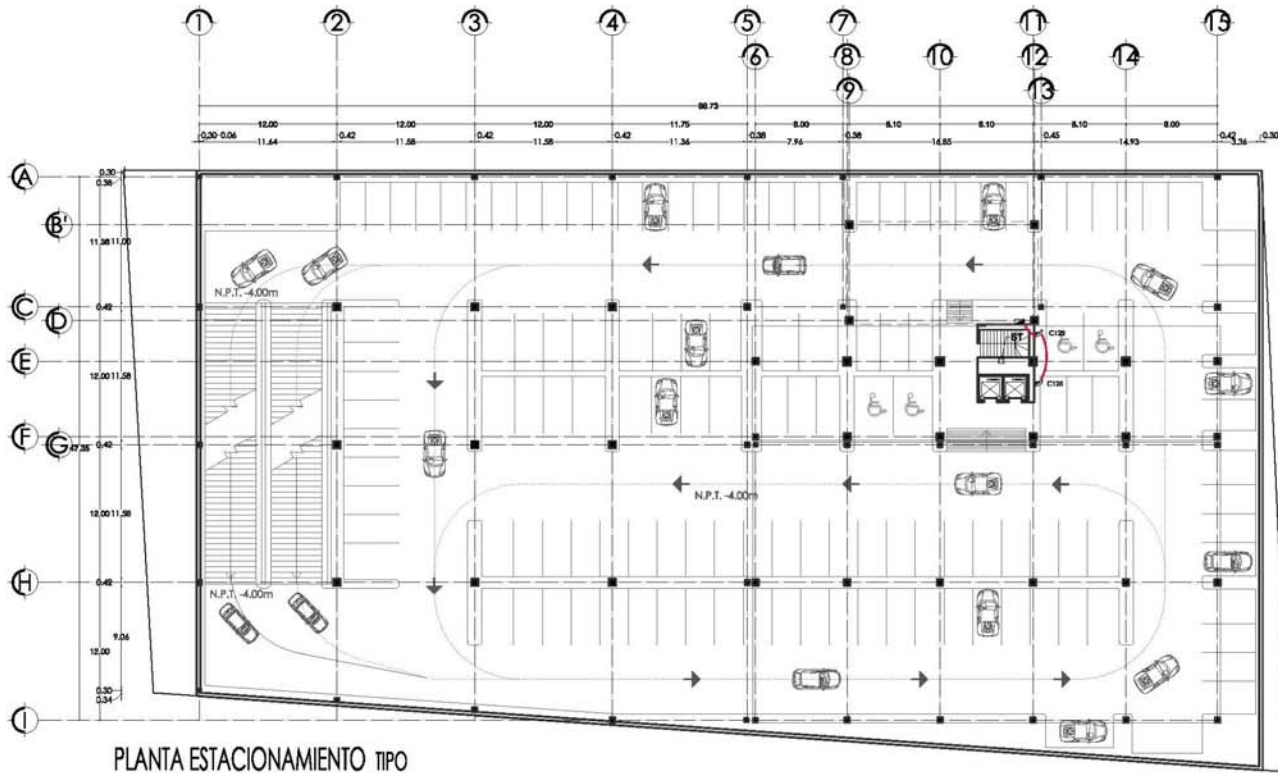 1 2 3 4 5 7 11 15
6 8 10 12 14
9 13
88.73
12.00 12.00 12.00 11.75 8.00 8.10 8.10 8.10 8.00
0.30 0.06 0.42 0.42 0.42 0.38 0.38 0.45 0.42 0.30
11.64 11.58 11.58 11.36 7.96 16.85 14.93 3.36
A
0.30
0.38
B'
11.38 11.00
N.P.T. -4.00m
C
0.42
D
ST
C125
E
12.00 11.58
C126
F
G
47.35
0.42
N.P.T. -4.00m
12.00 11.58
H
0.42
N.P.T. -4.00m
9.06
12.00
0.30
0.34
I
PLANTA ESTACIONAMIENTO TIPO